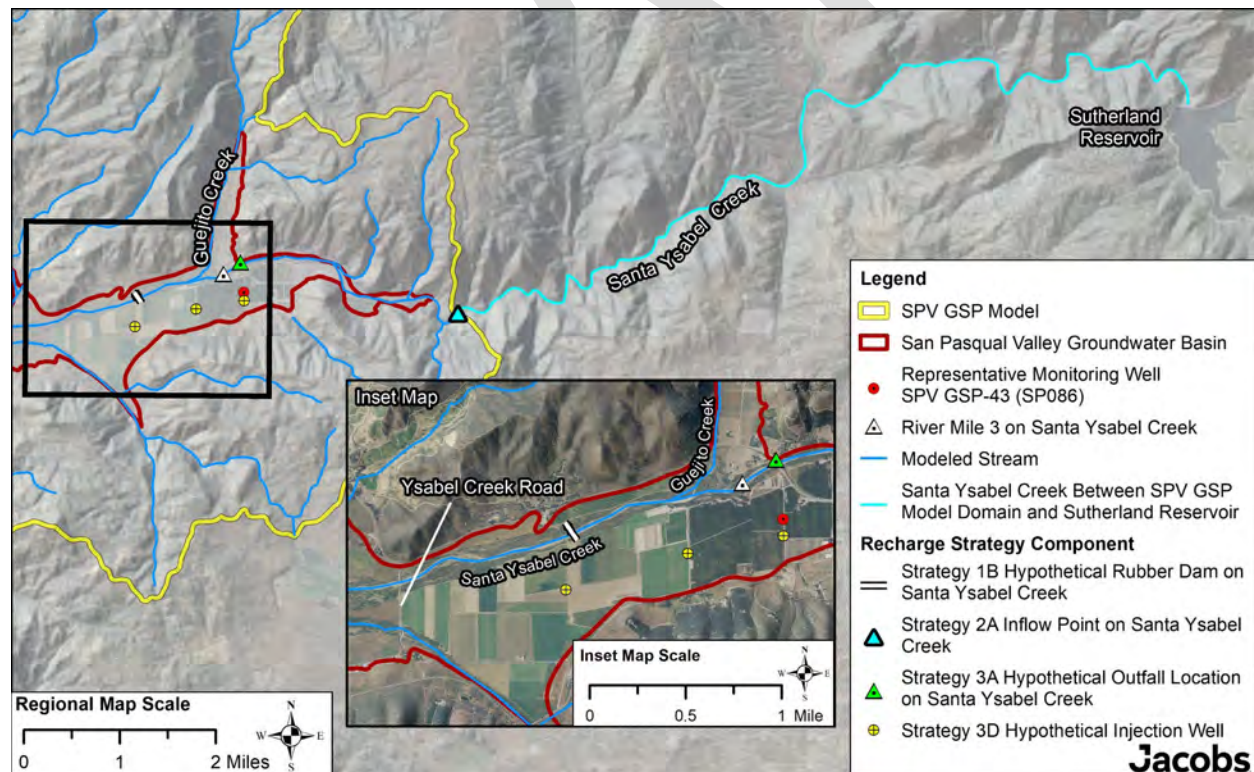 Guejito Creek
Santa Ysabel Creek
Sutherland
Reservoir
Inset Map
Ysabel Creek Road
Guejito Creek
Santa Ysabel Creek
Inset Map Scale
N
W E
S
0 0.5 1 Mile
Regional Map Scale
N
W E
S
0 1 2 Miles
Legend
SPV GSP Model
San Pasqual Valley Groundwater Basin
Representative Monitoring Well
SPV GSP-43 (SP086)
River Mile 3 on Santa Ysabel Creek
Modeled Stream
Santa Ysabel Creek Between SPV GSP
Model Domain and Sutherland Reservoir
Recharge Strategy Component
Strategy 1B Hypothetical Rubber Dam on
Santa Ysabel Creek
Strategy 2A Inflow Point on Santa Ysabel
Creek
Strategy 3A Hypothetical Outfall Location
on Santa Ysabel Creek
Strategy 3D Hypothetical Injection Well
Jacobs